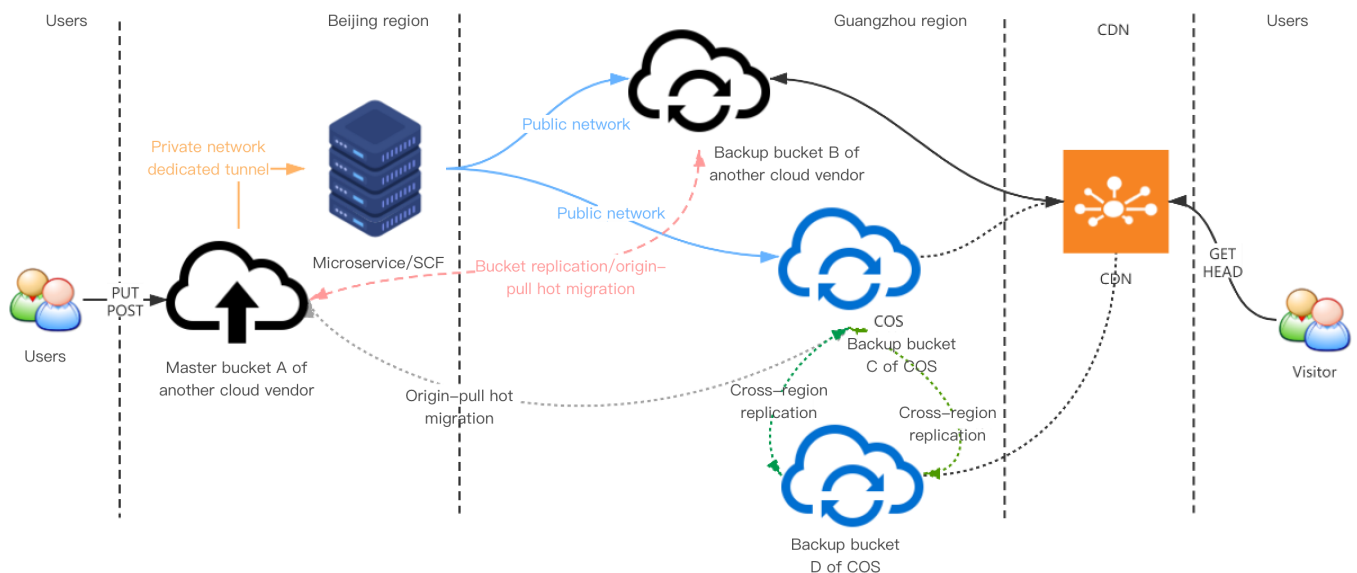 Users
Beijing region
Guangzhou region
CDN
Users
Public network
Private network
dedicated tunnel
Backup bucket B of
another cloud vendor
Public network
Microservice/SCF
Bucket replication/origin-
pull hot migration
GET
HEAD
CDN
PUT
POST
COS
Backup bucket
C of COS
Users
Master bucket A of
another cloud vendor
Visitor
Origin-pull hot
migration
Cross-region
replication
Cross-region
replication
Backup bucket
D of COS